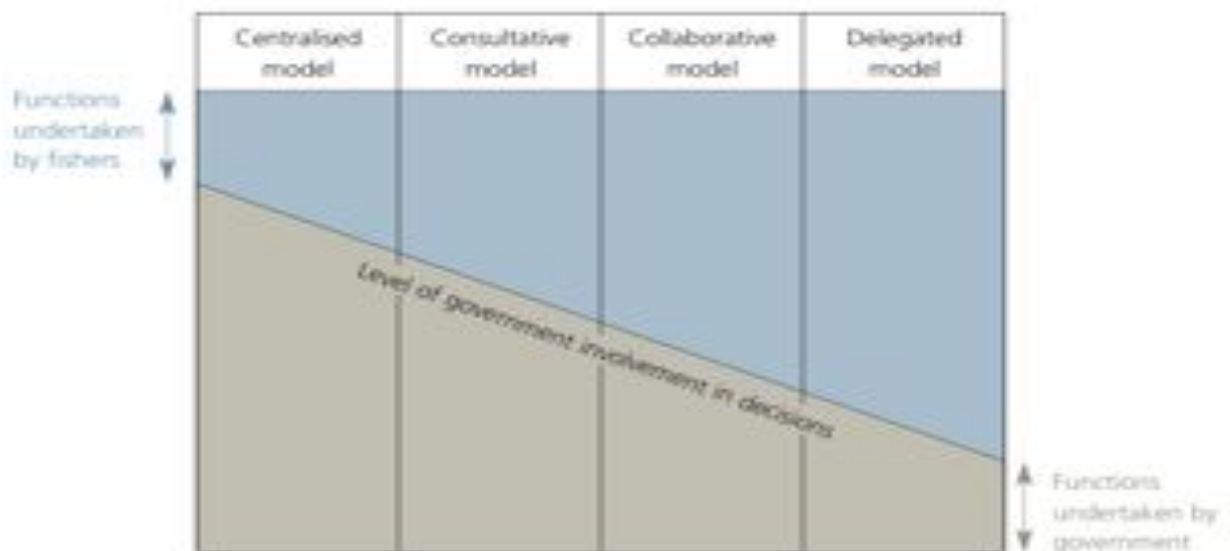 Centralised
model
Consultative
model
Collaborative
model
Delegated
model
Functions
undertaken
by fishers
Level of government involvement in decisions
Functions
undertaken by
government